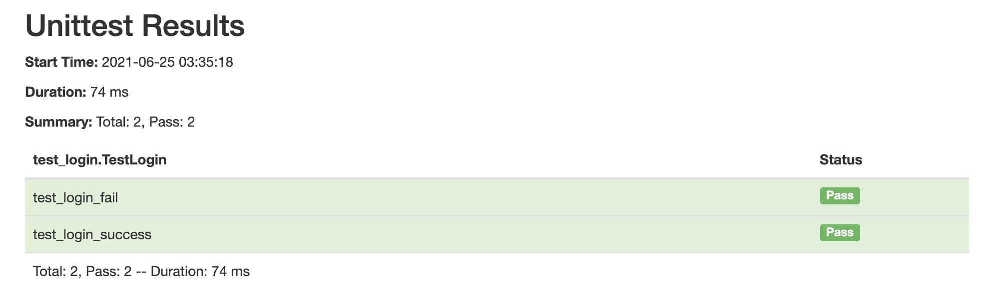 Unittest Results
Start Time: 2021-06-25 03:35:18
Duration: 74 ms
Summary: Total: 2, Pass: 2
test_login.TestLogin Status
test_login_fail Pass
test_login_success Pass
Total: 2, Pass: 2 -- Duration: 74 ms